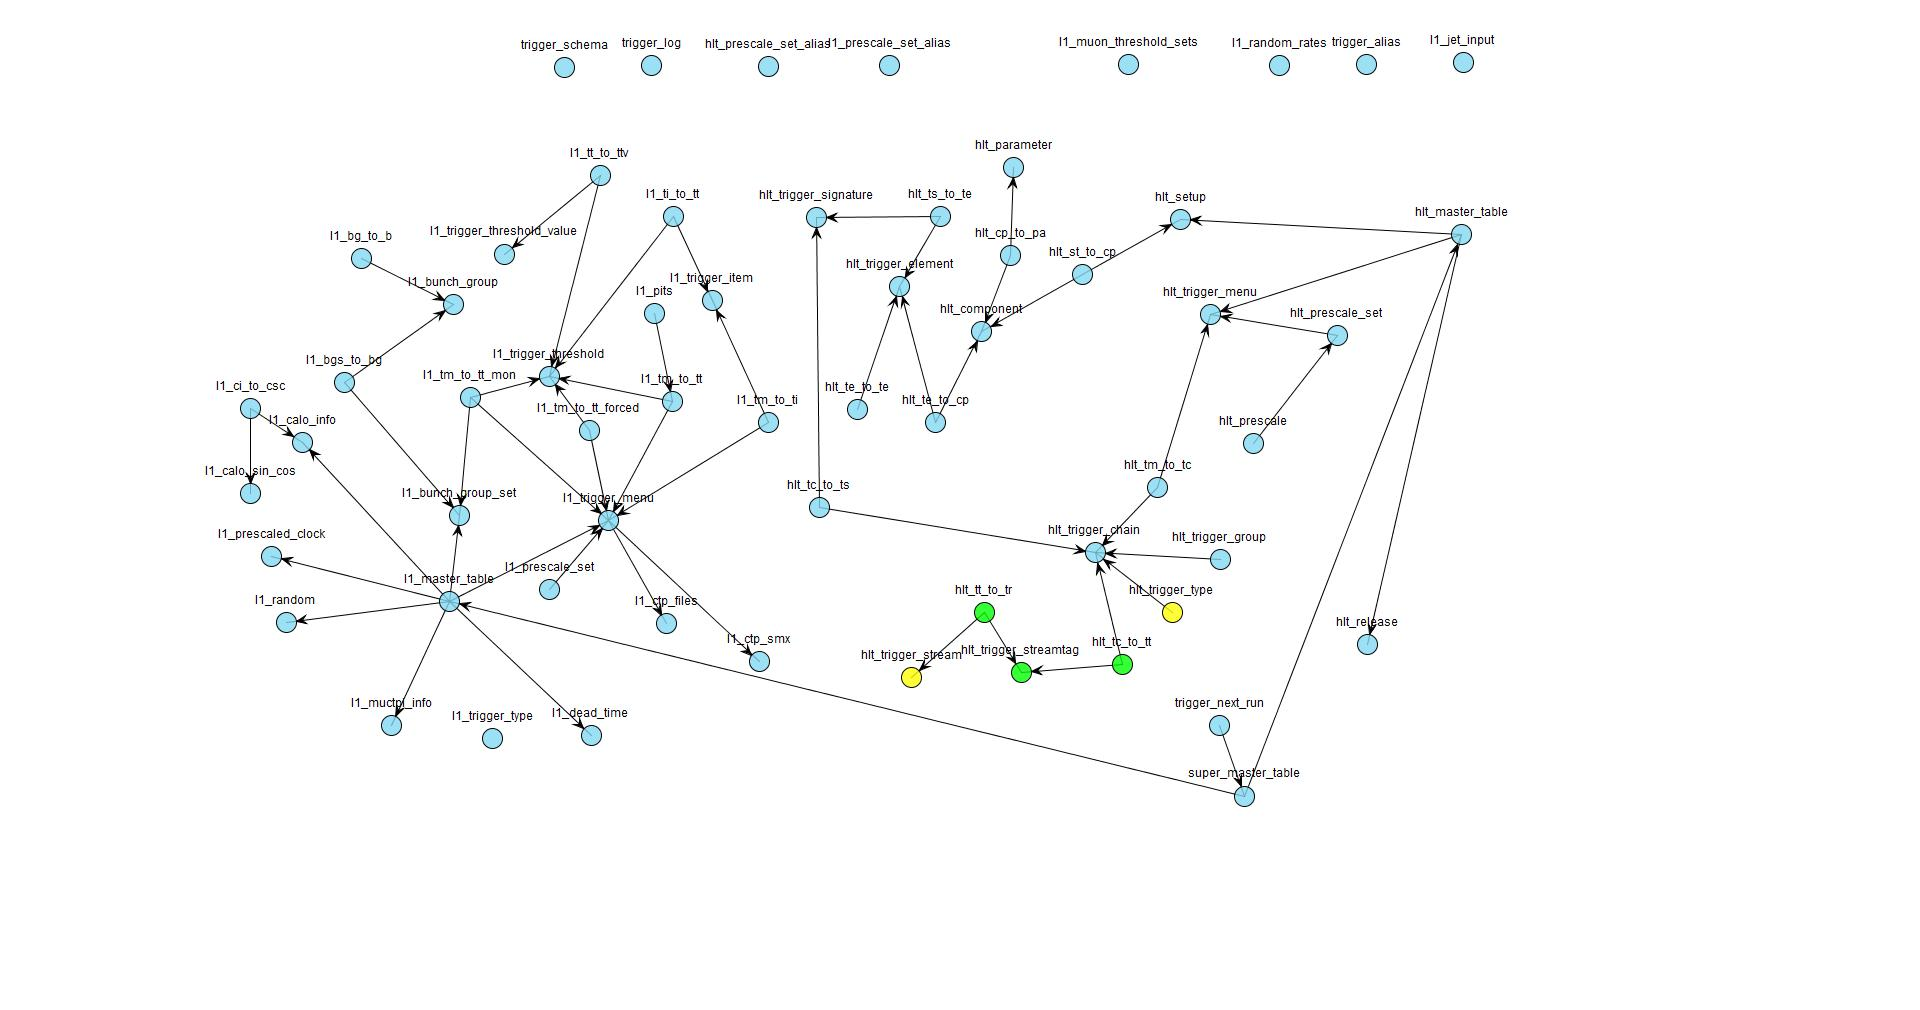 trigger_schema
trigger_log
hlt_prescale_set_alias
l1_prescale_set_alias
l1_muon_threshold_sets
l1_random_rates
trigger_alias
l1_jet_input
l1_tt_to_ttv
hlt_parameter
l1_ti_to_tt
hlt_trigger_signature
hlt_ts_to_te
hlt_setup
hlt_master_table
l1_bg_to_b
l1_trigger_threshold_value
hlt_cp_to_pa
hlt_st_to_cp
hlt_trigger_element
l1_bunch_group
l1_trigger_item
l1_pits
hlt_trigger_menu
hlt_component
hlt_prescale_set
l1_bgs_to_bg
l1_trigger_threshold
l1_tm_to_tt_mon
l1_tm_to_tt
l1_ci_to_csc
hlt_te_to_te
l1_tm_to_tt_forced
l1_tm_to_ti
hlt_te_to_cp
l1_calo_info
hlt_prescale
l1_calo_sin_cos
hlt_tm_to_tc
hlt_tc_to_ts
l1_bunch_group_set
l1_trigger_menu
l1_prescaled_clock
hlt_trigger_chain
hlt_trigger_group
l1_prescale_set
l1_master_table
hlt_tt_to_tr
hlt_trigger_type
l1_random
l1_ctp_files
hlt_release
l1_ctp_smx
hlt_tc_to_tt
hlt_trigger_stream
hlt_trigger_streamtag
l1_muctpi_info
l1_trigger_type
l1_dead_time
trigger_next_run
super_master_table